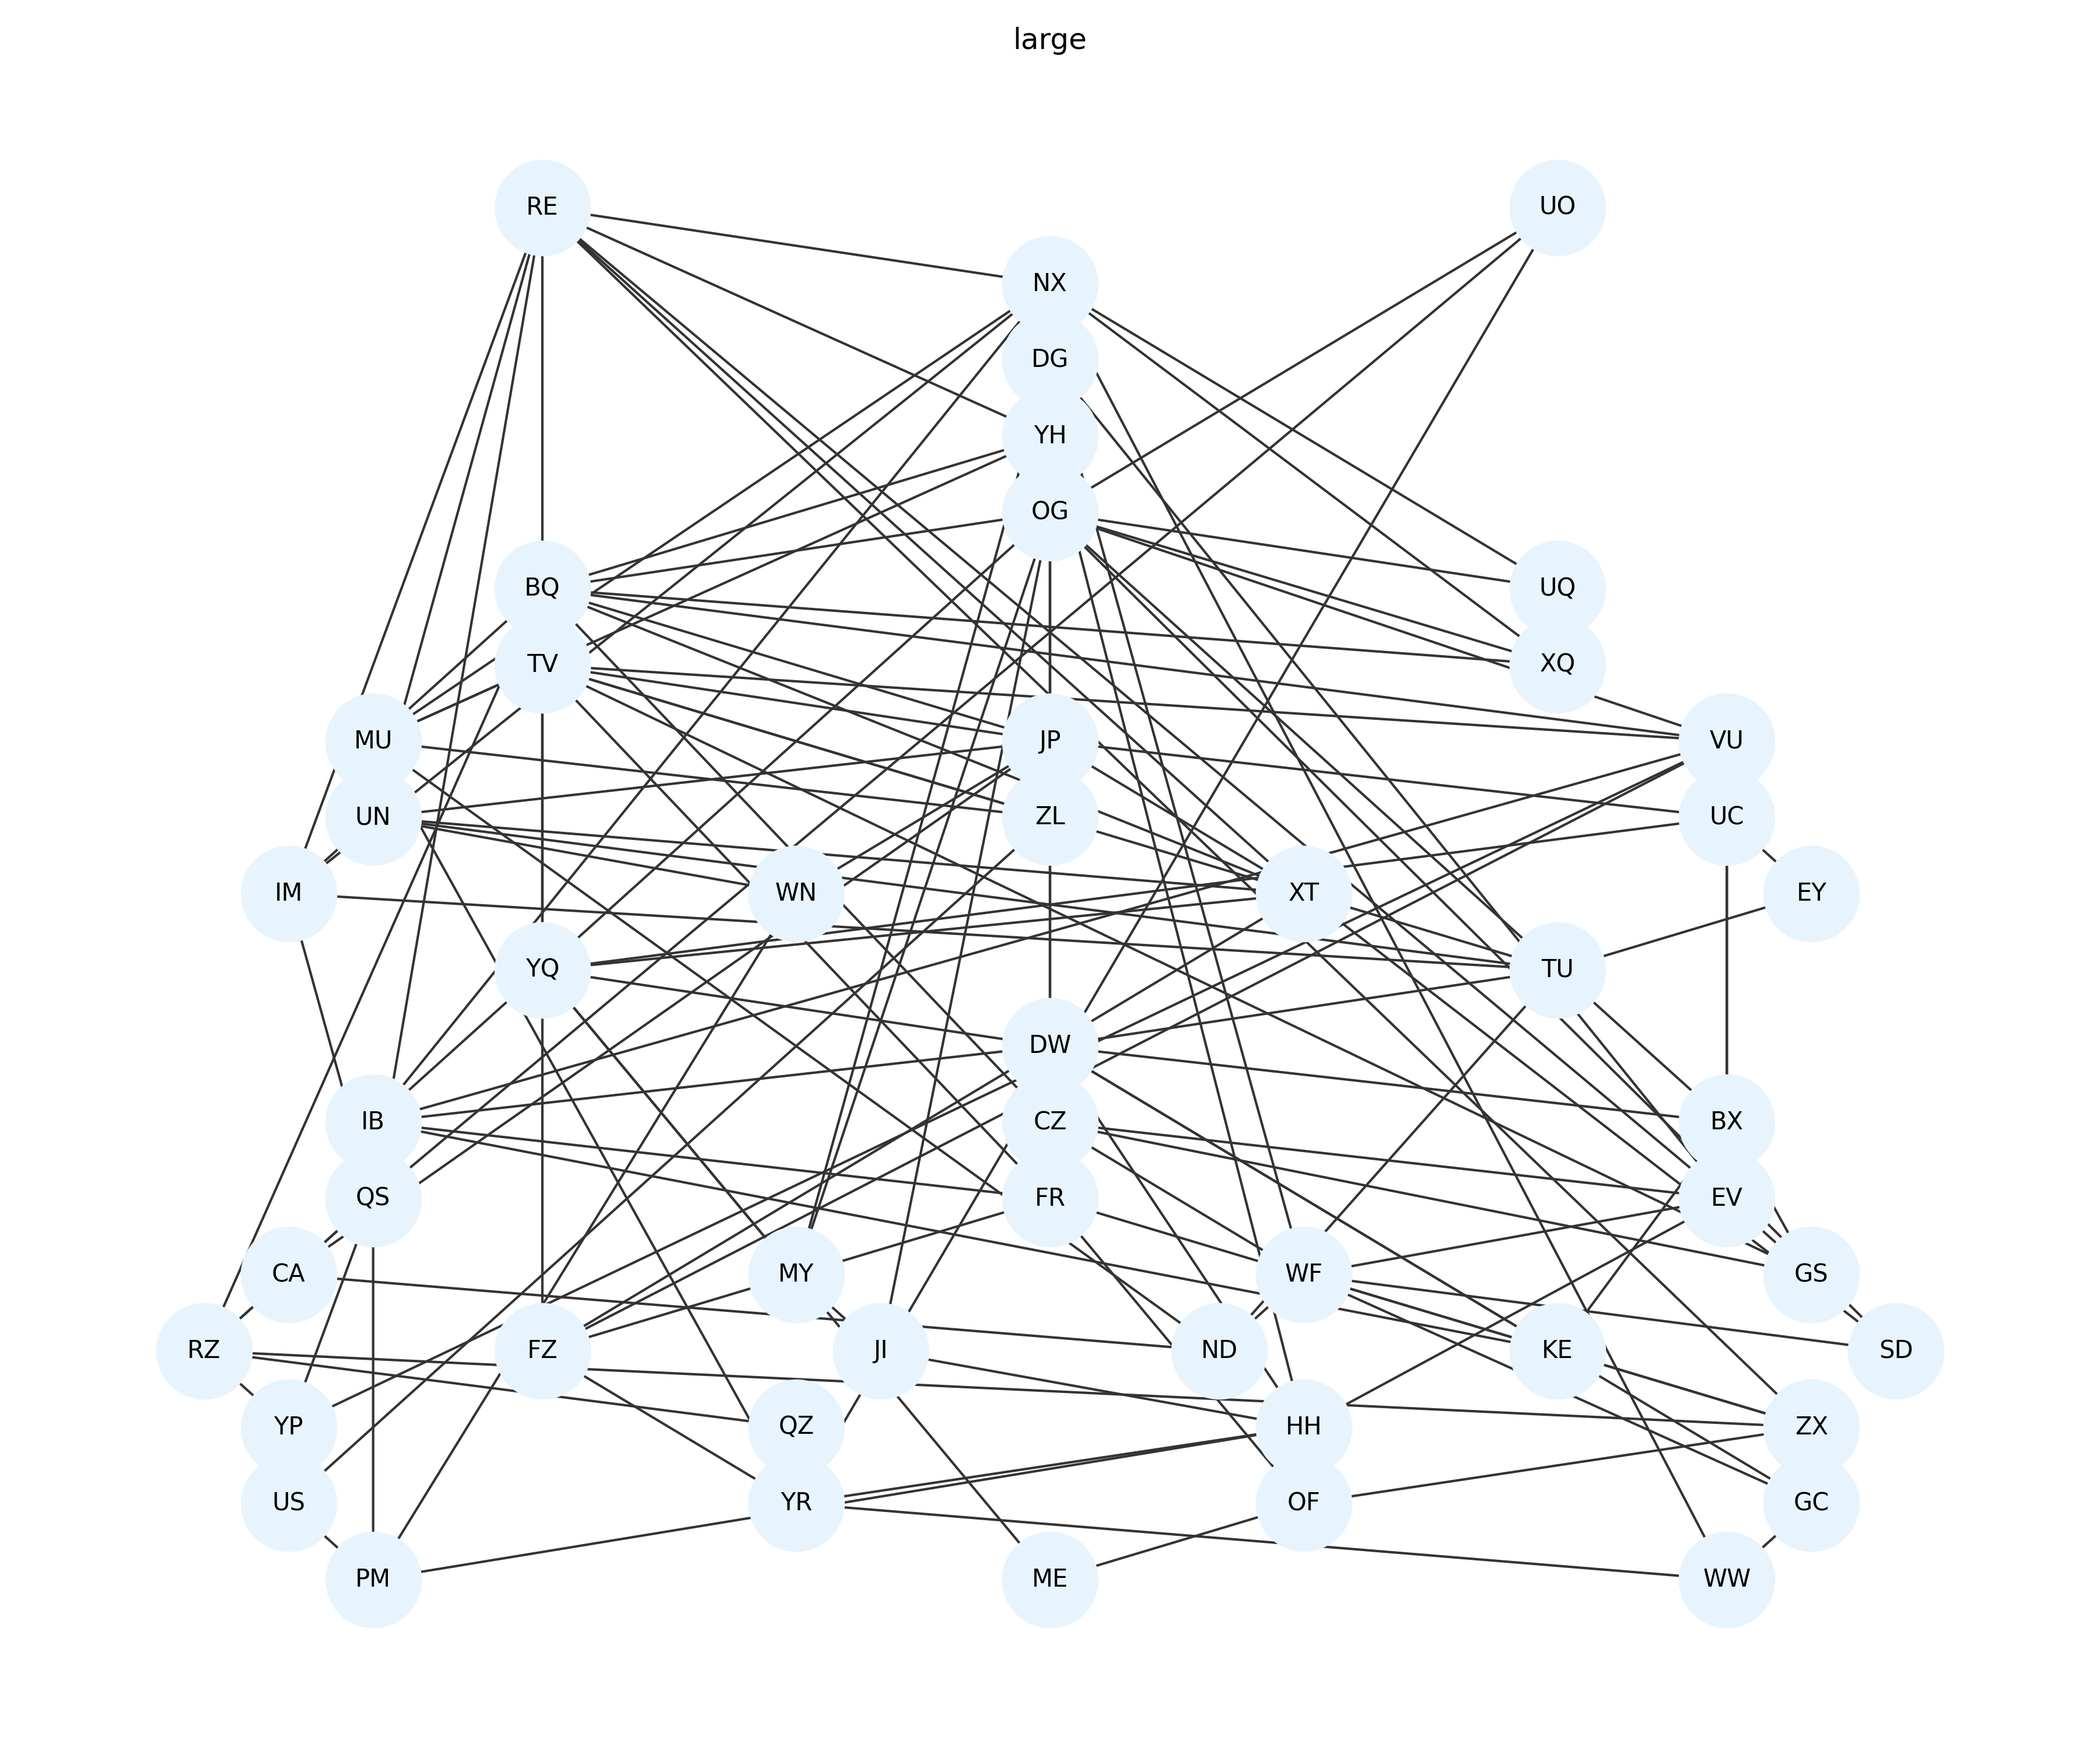 large
RE
UO
NX
DG
YH
OG
BQ
UQ
TV
XQ
MU
JP
VU
UN
ZL
UC
IM
WN
XT
EY
YQ
TU
DW
IB
CZ
BX
QS
FR
EV
CA
MY
WF
GS
RZ
FZ
JI
ND
KE
SD
YP
QZ
HH
ZX
US
YR
OF
GC
PM
ME
WW